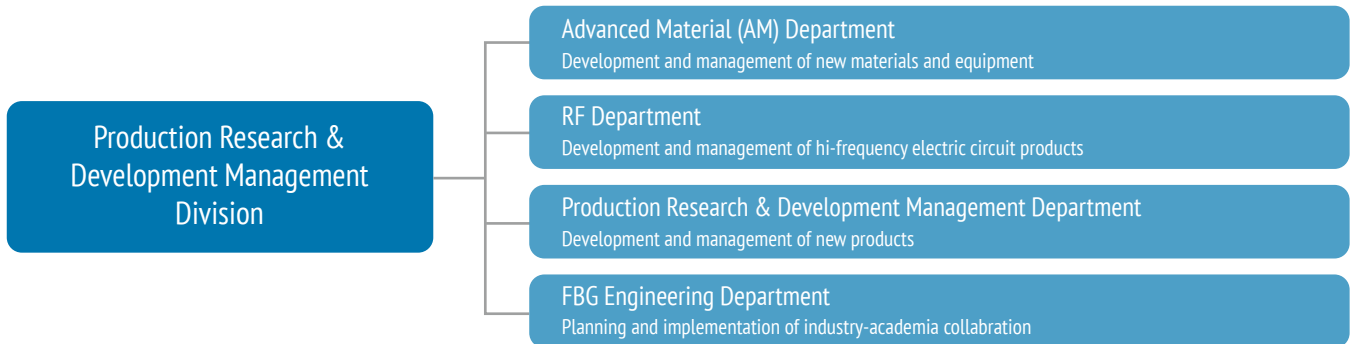 Production Research &
Development Management
Division
Advanced Material (AM) Department
Development and management of new materials and equipment
RF Department
Development and management of hi-frequency electric circuit products
Production Research & Development Management Department
Development and management of new products
FBG Engineering Department
Planning and implementation of industry-academia collabration